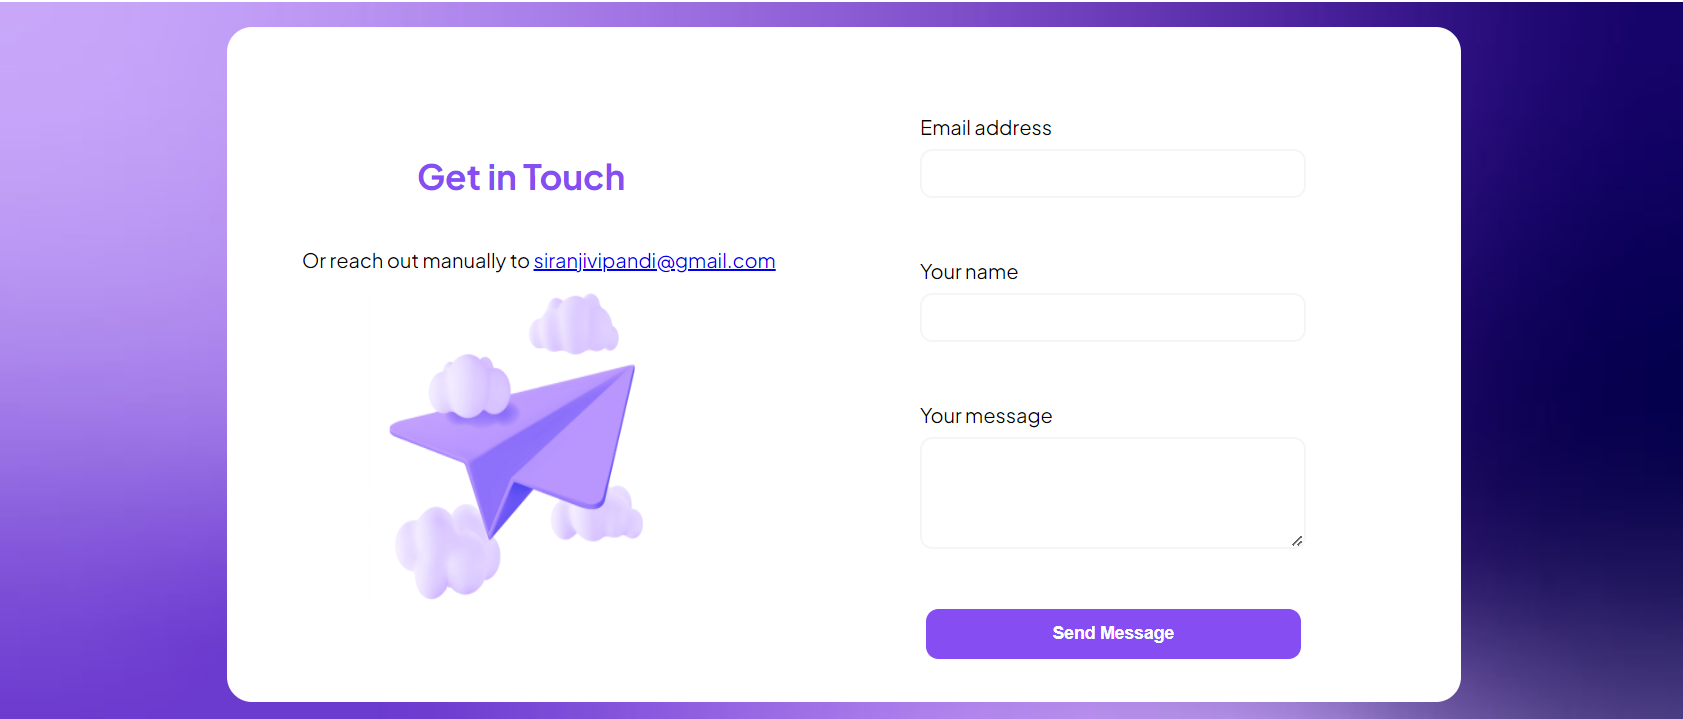 Get in Touch
Or reach out manually to siranjivipandi@gmail.com
Email address
Your name
Your message
Send Message